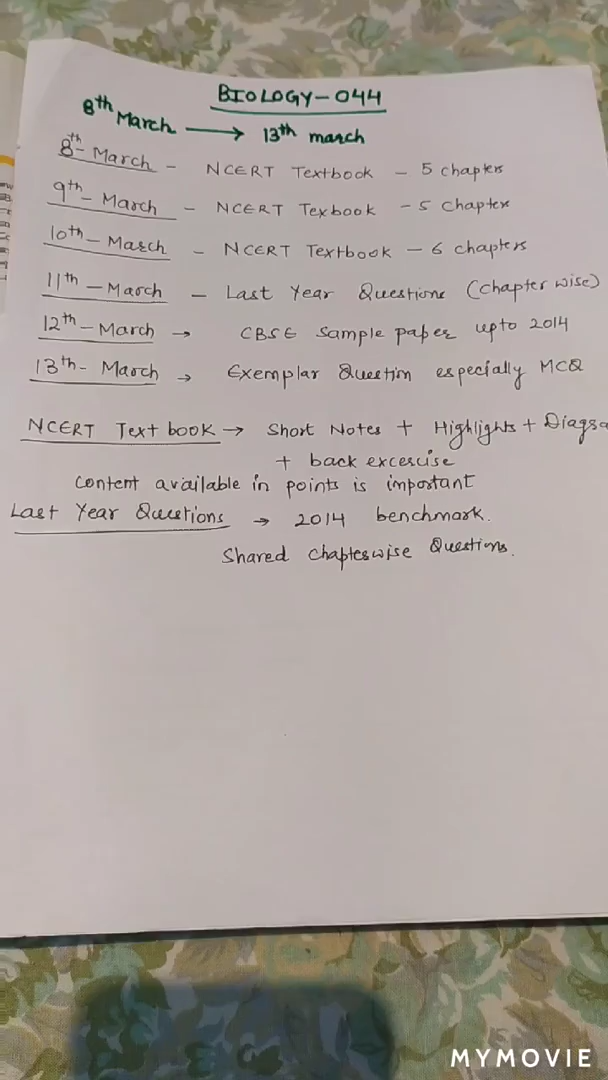 BIOLOGY-044
8th March → 13th march
8th March - NCERT Textbook - 5 chapters
9th-March - NCERT Texbook - 5 Chapters
10th-March - NCERT Textbook - 6 chapters
11th-March - Last Year Questions (chapter wise)
12th-March → CBSE Sample paper upto 2014
13th-March → Exemplar Question especially MCQ
NCERT Text book → Short Notes + Highlights + Diagra
+ back excercise
Content available in points is important
Last Year Questions → 2014 benchmark.
Shared chapterwise Questions.
MYMOVIE